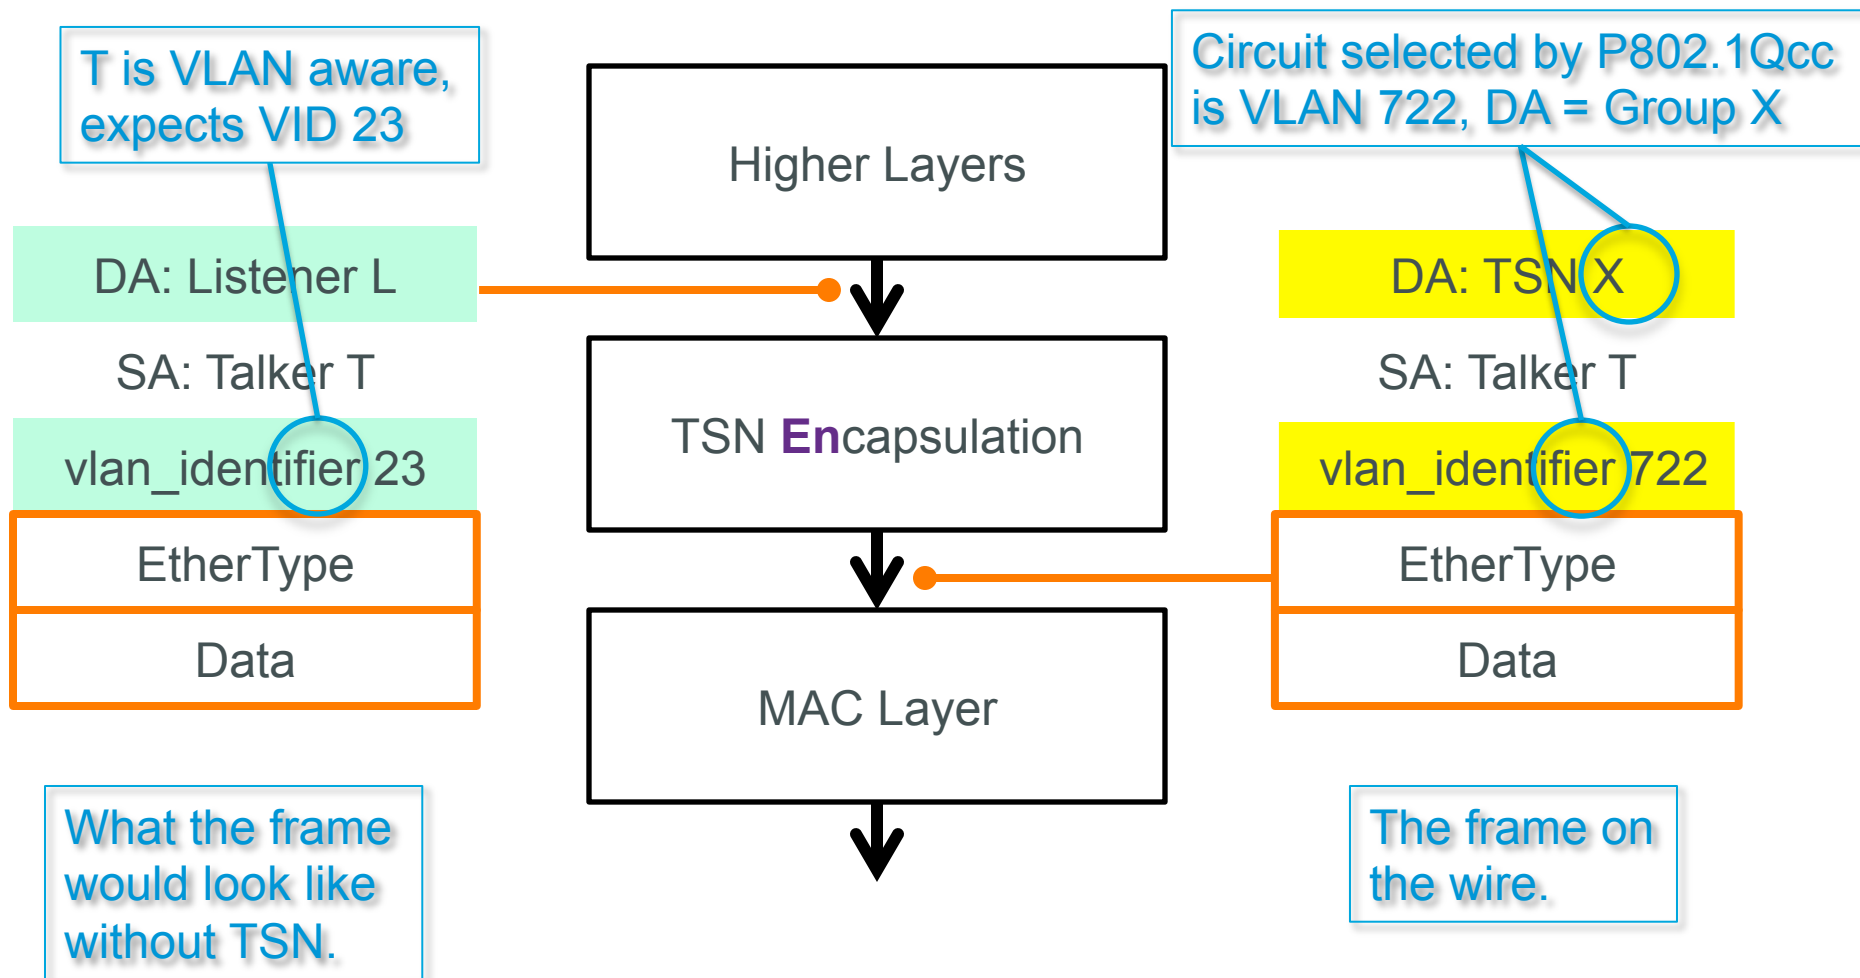 T is VLAN aware,
expects VID 23
Circuit selected by P802.1Qcc
is VLAN 722, DA = Group X
Higher Layers
DA: Listener L
SA: Talker T
vlan_identifier 23
EtherType
Data
TSN Encapsulation
MAC Layer
DA: TSN X
SA: Talker T
vlan_identifier 722
EtherType
Data
What the frame
would look like
without TSN.
The frame on
the wire.